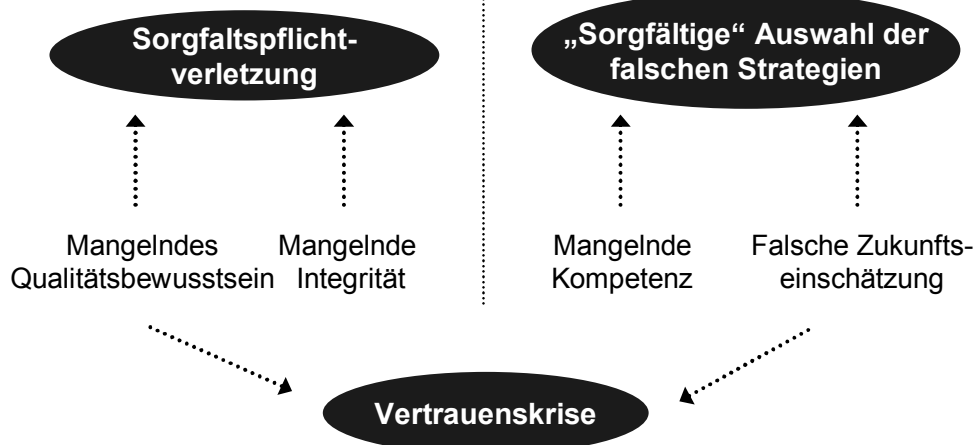 Sorgfaltspflicht-
verletzung
„Sorgfältige“ Auswahl der
falschen Strategien
Mangelndes
Qualitätsbewusstsein
Mangelnde
Integrität
Mangelnde
Kompetenz
Falsche Zukunfts-
einschätzung
Vertrauenskrise